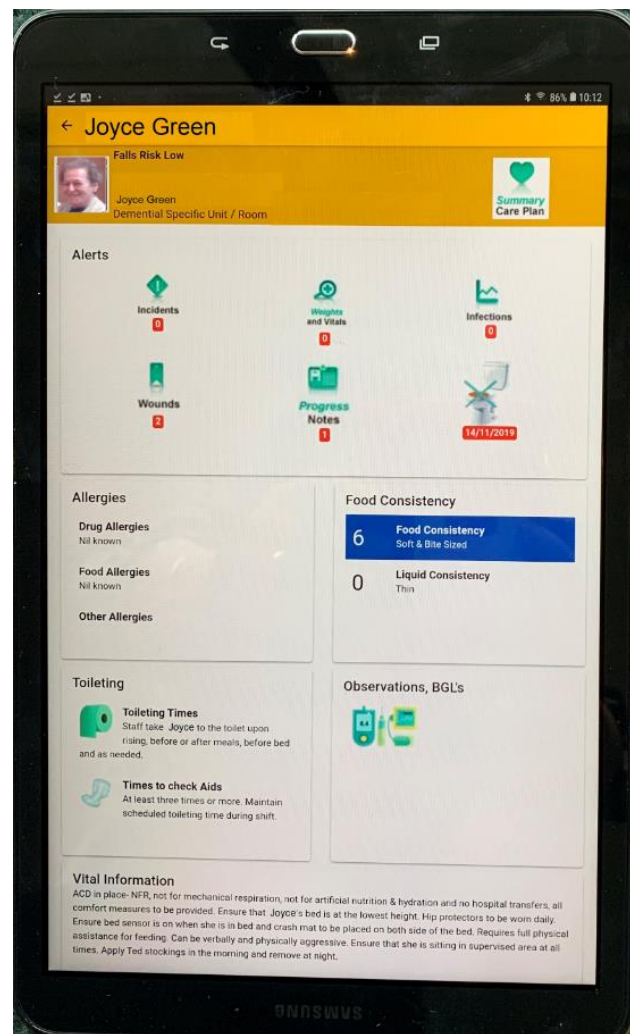 86% 10:12
← Joyce Green
Falls Risk Low
Joyce Green
Demential Specific Unit / Room
Summary
Care Plan
Alerts
Incidents
0
Weights
and Vitals
0
Infections
0
Wounds
2
Progress
Notes
1
14/11/2019
Allergies
Drug Allergies
Nil known
Food Allergies
Nil known
Other Allergies
Food Consistency
6
Food Consistency
Soft & Bite Sized
0
Liquid Consistency
Thin
Toileting
Toileting Times
Staff take Joyce to the toilet upon
rising, before or after meals, before bed
and as needed.
Times to check Aids
At least three times or more. Maintain
scheduled toileting time during shift.
Observations, BGL's
Vital Information
ACD in place- NFR, not for mechanical respiration, not for artificial nutrition & hydration and no hospital transfers, all
comfort measures to be provided. Ensure that Joyce's bed is at the lowest height. Hip protectors to be worn daily.
Ensure bed sensor is on when she is in bed and crash mat to be placed on both side of the bed. Requires full physical
assistance for feeding. Can be verbally and physically aggressive. Ensure that she is sitting in supervised area at all
times. Apply Ted stockings in the morning and remove at night.
SAMSUNG